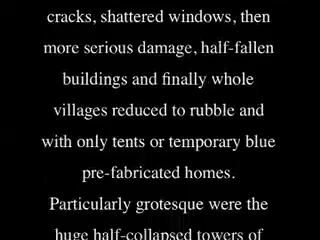 cracks, shattered windows, then
more serious damage, half-fallen
buildings and finally whole
villages reduced to rubble and
with only tents or temporary blue
pre-fabricated homes.
Particularly grotesque were the
huge half-collapsed towers of